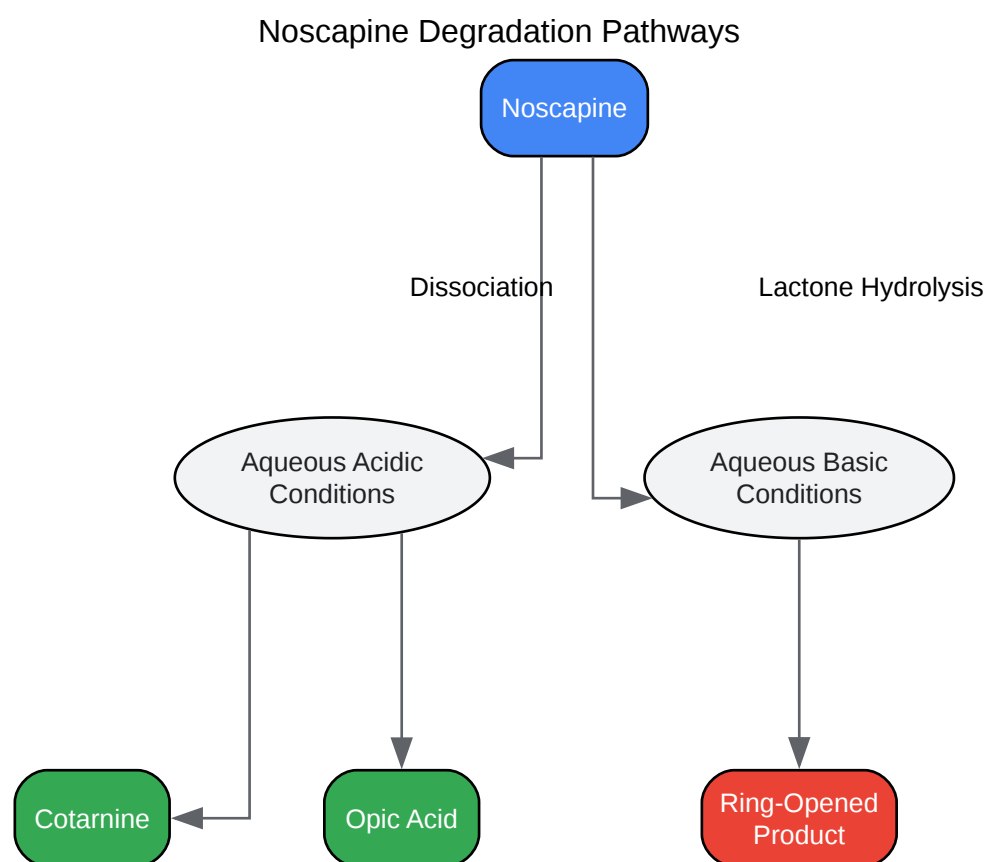 Noscapine Degradation Pathways
Noscapine
Dissociation
Lactone Hydrolysis
Aqueous Acidic
Conditions
Aqueous Basic
Conditions
Cotarnine
Opic Acid
Ring-Opened
Product